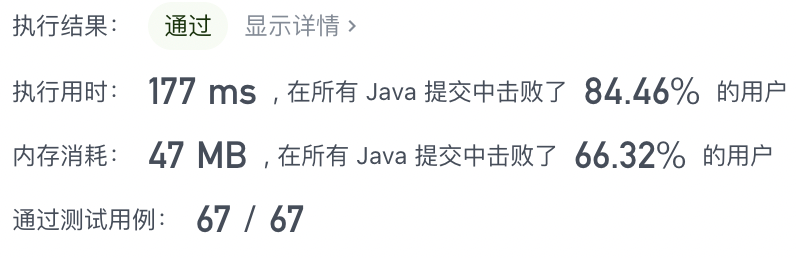 执行结果： 通过 显示详情 >
执行用时： 177 ms , 在所有 Java 提交中击败了 84.46% 的用户
内存消耗： 47 MB , 在所有 Java 提交中击败了 66.32% 的用户
通过测试用例： 67 / 67